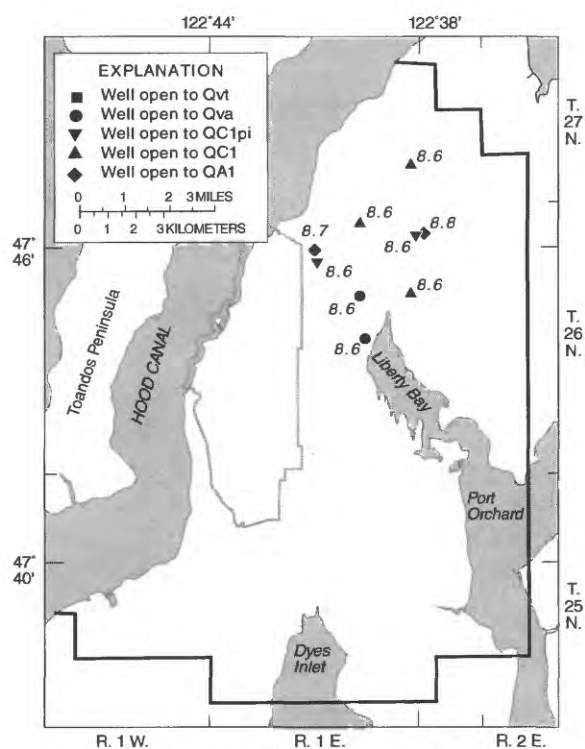 122°44' 122°38'
EXPLANATION
Well open to Qvt
Well open to Qva
Well open to QC1pi
Well open to QC1
Well open to QA1
0 1 2 3 MILES
0 1 2 3 KILOMETERS
T.
27
N.
8.6
8.6
8.8
8.7
8.6
47°
46'
8.6
8.6
8.6
8.6
T.
26
N.
Toandos Peninsula
HOOD CANAL
Liberty Bay
Port
Orchard
47°
40'
T.
25
N.
Dyes
Inlet
R. 1 W. R. 1 E. R. 2 E.